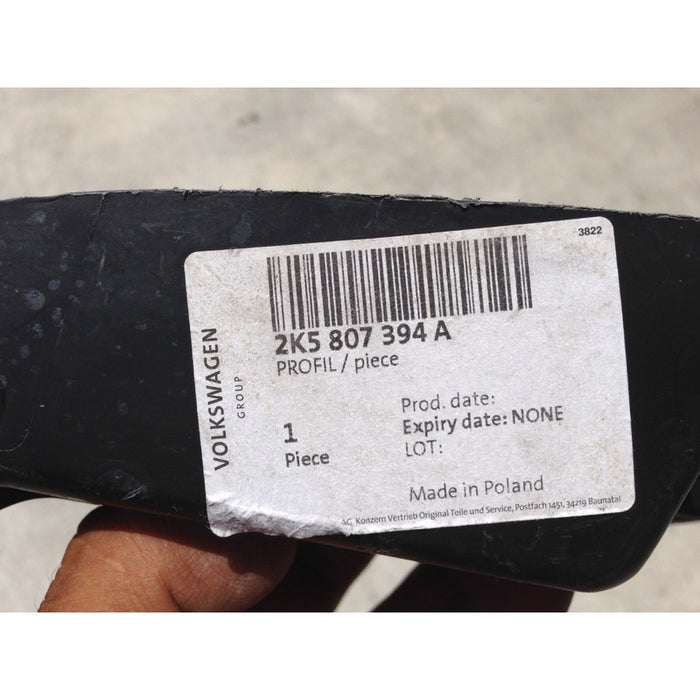 3822
VOLKSWAGEN
GROUP
2K5 807 394 A
PROFIL / piece
1
Piece
Prod. date:
Expiry date: NONE
LOT:
Made in Poland
AG, Konzern Vertrieb Original Teile und Service, Postfach 1451, 34219 Baunatal